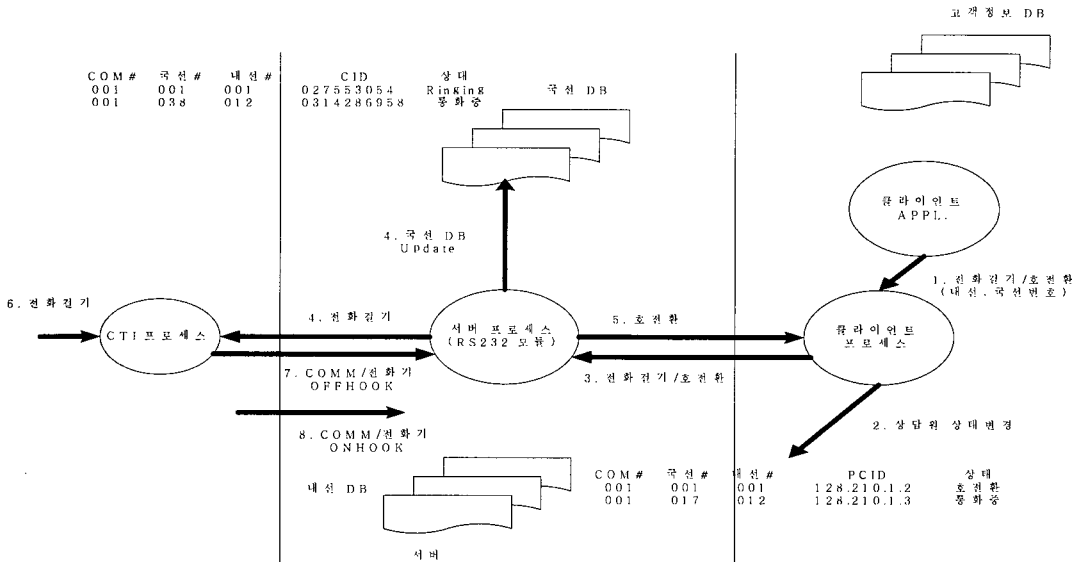 고객정보 DB
COM# 국선# 내선# CID 상태
001 001 001 027553054 Ringing
001 038 012 0314286958 통화중
국선 DB
클라이언트
APPL.
4. 국선 DB
Update
1. 전화걸기/호전환
(내선.국선번호)
6. 전화걸기
CTI프로세스
4. 전화걸기
서버 프로세스
(RS232 모듈)
5. 호전환
클라이언트
프로세스
7. COMM/전화기
OFFHOOK
3. 전화걷기/호전환
8. COMM/전화기
ONHOOK
2. 상담원 상태변경
내선 DB
COM# 국선# 내선# PCID 상태
001 001 001 128.210.1.2 호전환
001 017 012 128.210.1.3 통화중
서버